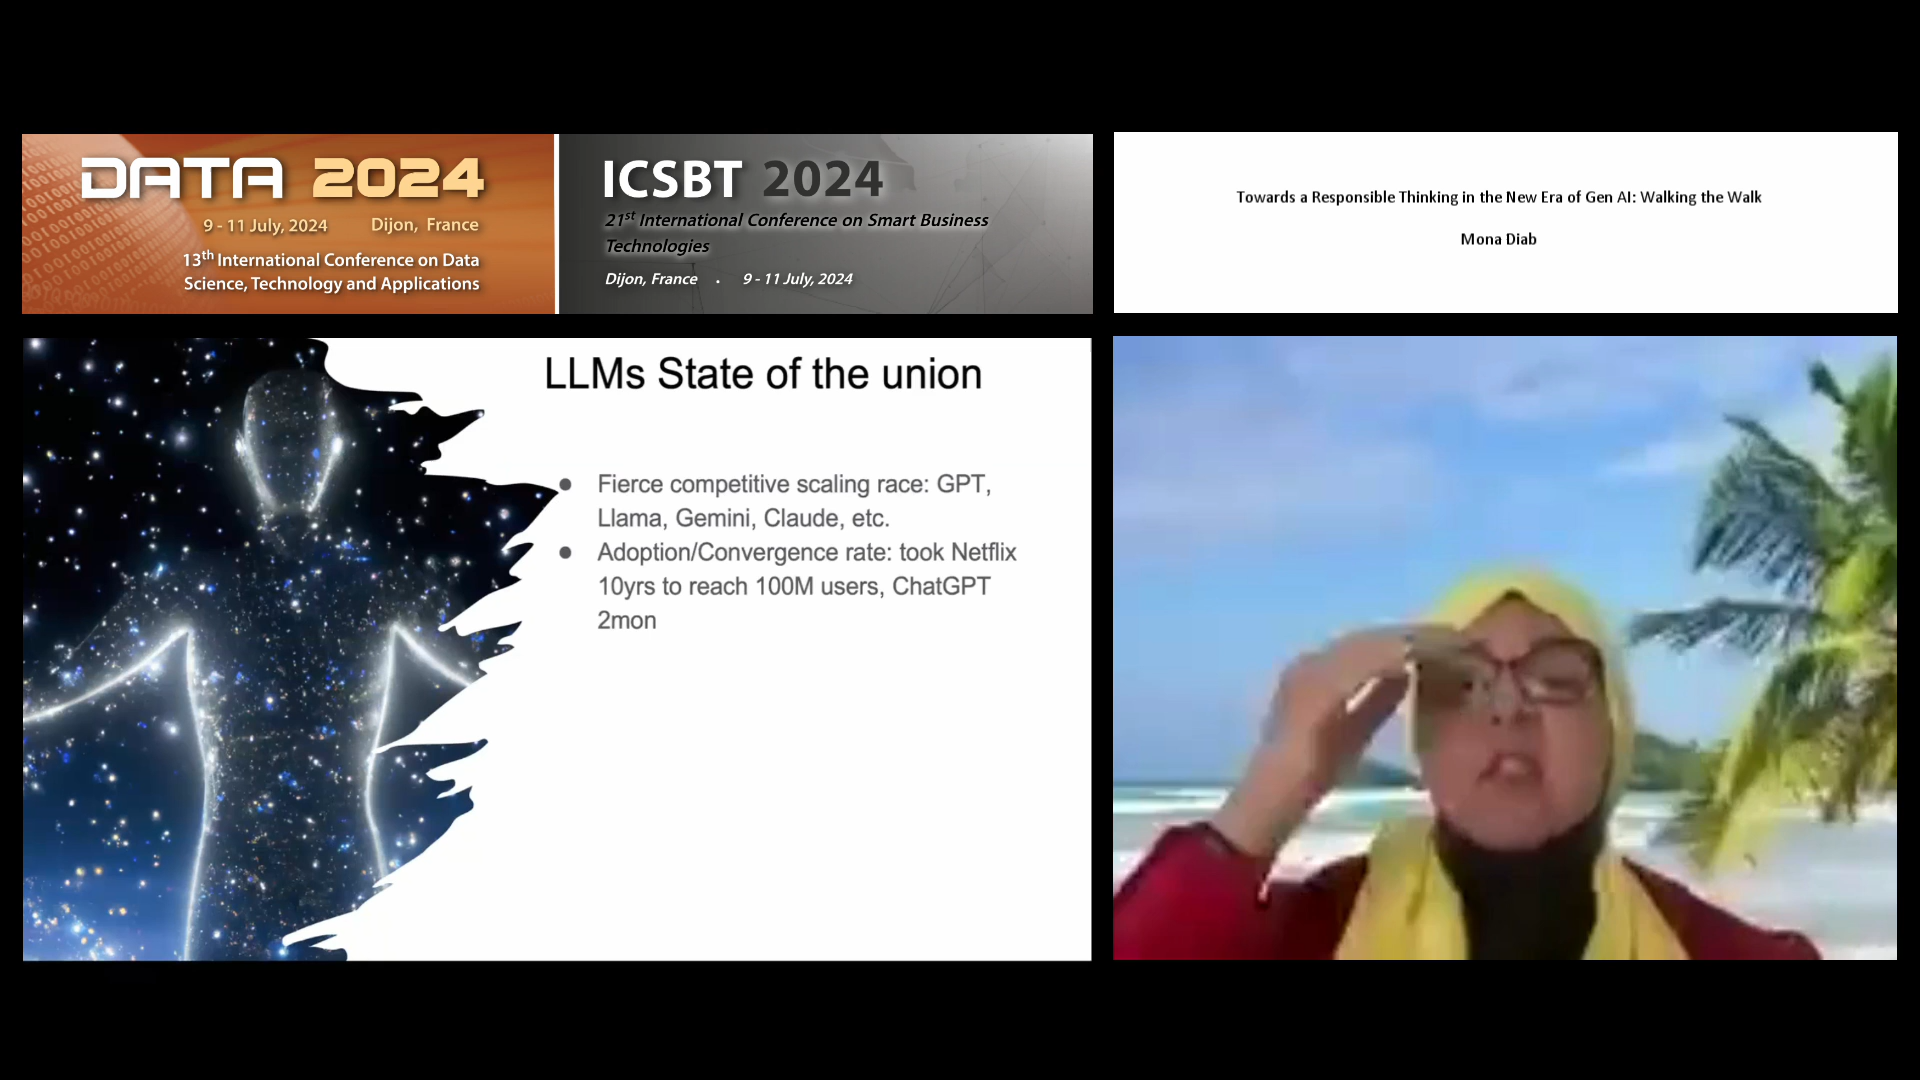 DATA 2024
9 - 11 July, 2024 Dijon, France
13th International Conference on Data
Science, Technology and Applications
ICSBT 2024
21st International Conference on Smart Business
Technologies
Dijon, France . 9 - 11 July, 2024
Towards a Responsible Thinking in the New Era of Gen AI: Walking the Walk
Mona Diab
LLMs State of the union
● Fierce competitive scaling race: GPT,
Llama, Gemini, Claude, etc.
● Adoption/Convergence rate: took Netflix
10yrs to reach 100M users, ChatGPT
2mon